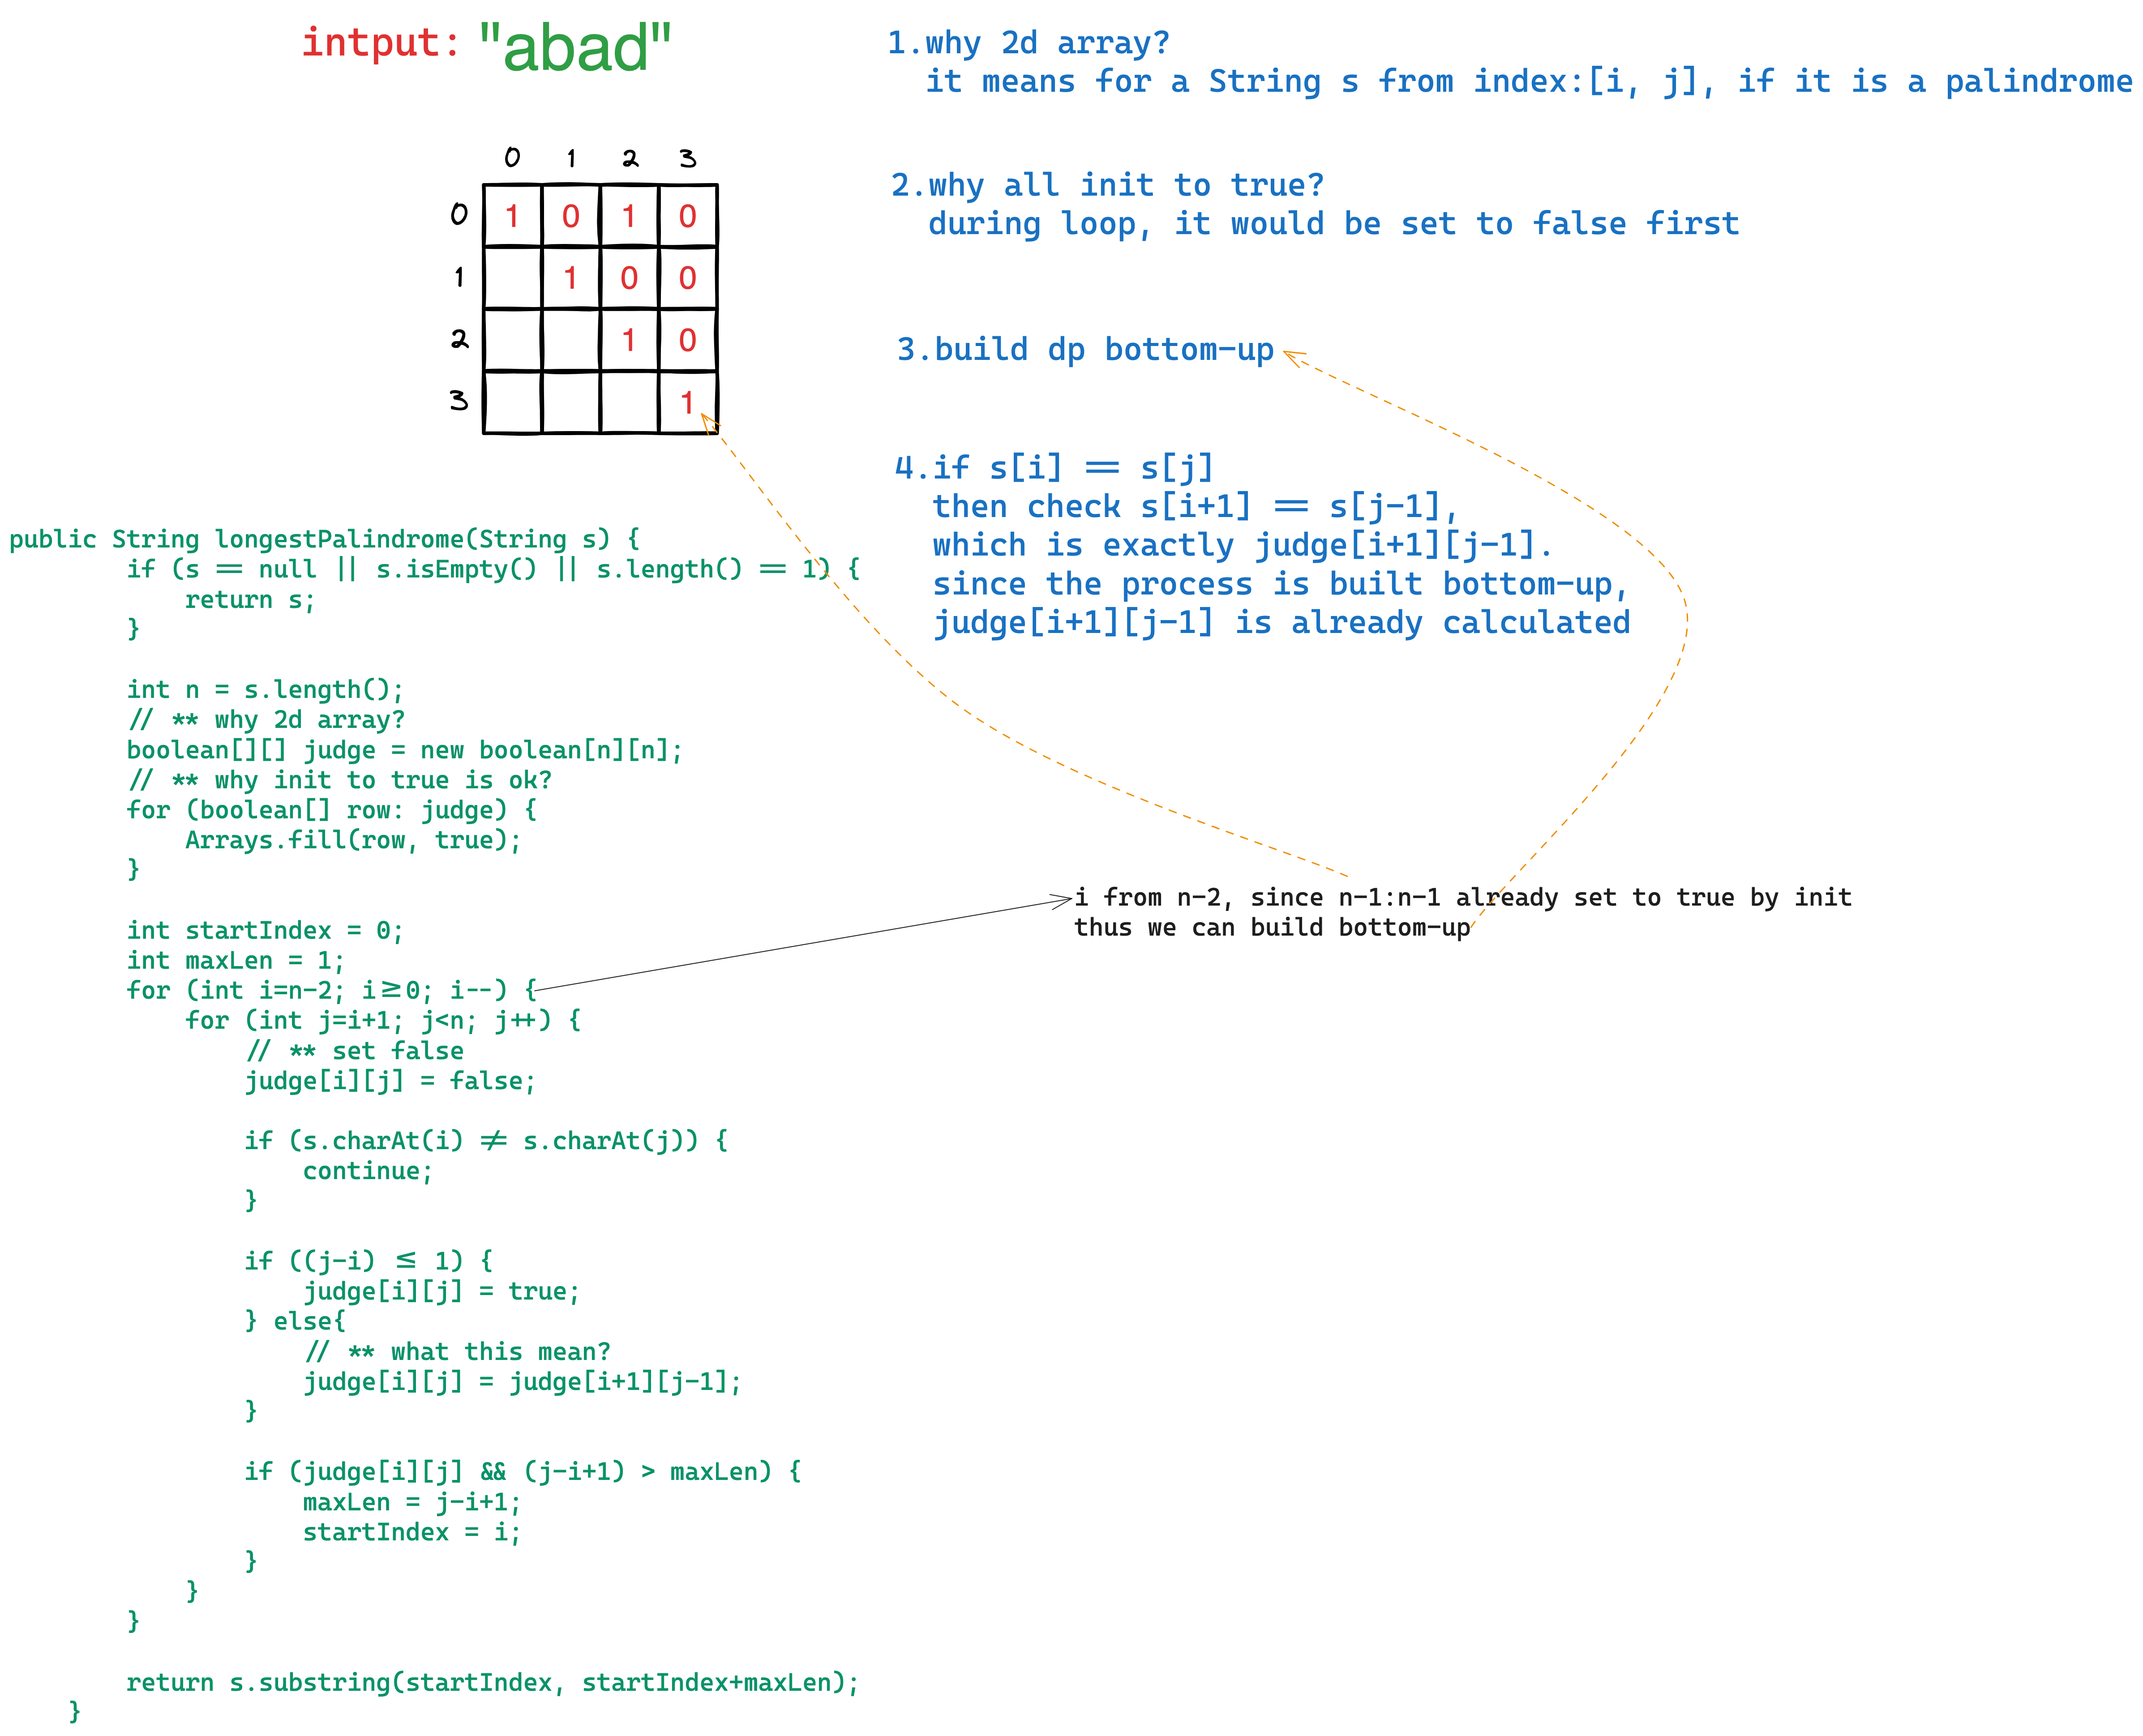 intput: "abad"
0 1 2 3
0 1 0 1 0
1 1 0 0
2 1 0
3 1
1.why 2d array?
it means for a String s from index:[i, j], if it is a palindrome
2.why all init to true?
during loop, it would be set to false first
3.build dp bottom-up
4.if s[i] == s[j]
then check s[i+1] == s[j-1],
which is exactly judge[i+1][j-1].
since the process is built bottom-up,
judge[i+1][j-1] is already calculated
public String longestPalindrome(String s) {
if (s == null || s.isEmpty() || s.length() == 1) {
return s;
}
int n = s.length();
// ** why 2d array?
boolean[][] judge = new boolean[n][n];
// ** why init to true is ok?
for (boolean[] row: judge) {
Arrays.fill(row, true);
}
int startIndex = 0;
int maxLen = 1;
for (int i=n-2; i>=0; i--) {
for (int j=i+1; j<n; j++) {
// ** set false
judge[i][j] = false;
if (s.charAt(i) != s.charAt(j)) {
continue;
}
if ((j-i) <= 1) {
judge[i][j] = true;
} else{
// ** what this mean?
judge[i][j] = judge[i+1][j-1];
}
if (judge[i][j] && (j-i+1) > maxLen) {
maxLen = j-i+1;
startIndex = i;
}
}
}
return s.substring(startIndex, startIndex+maxLen);
}
i from n-2, since n-1:n-1 already set to true by init
thus we can build bottom-up